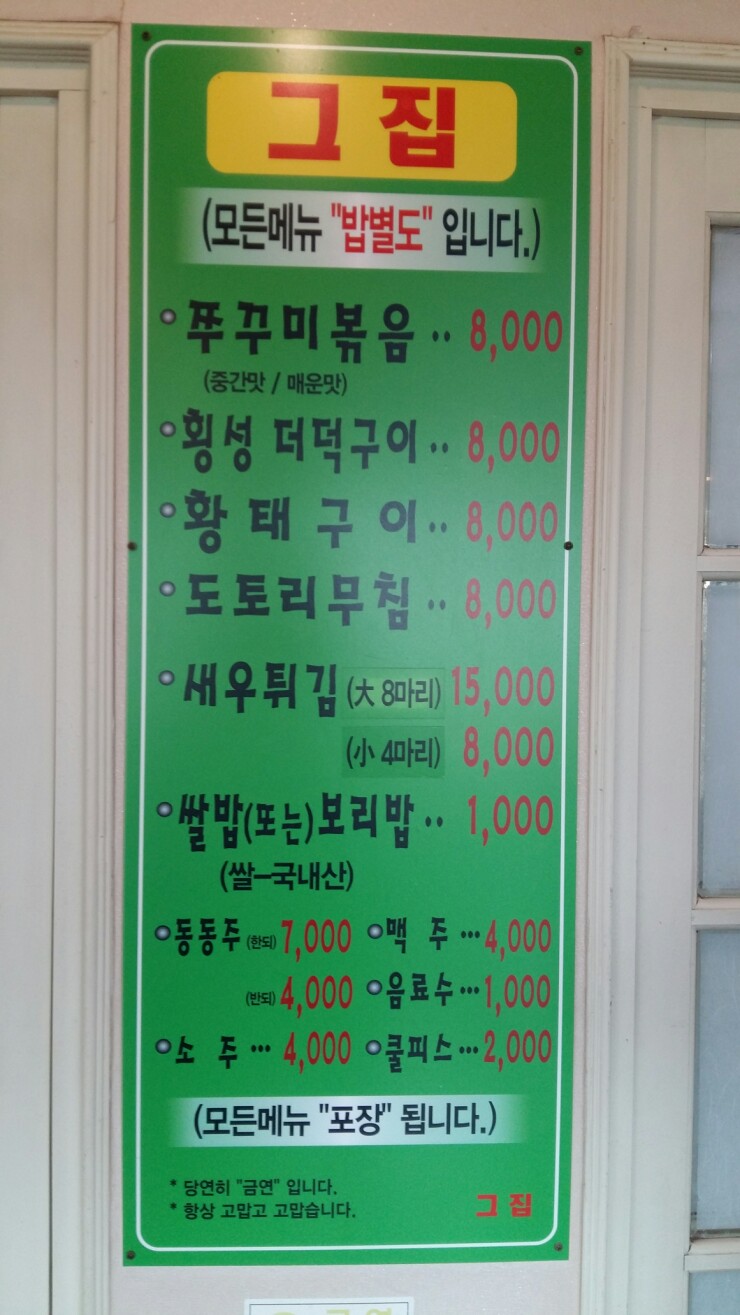 그 집
(모든메뉴 "밥별도" 입니다.)
쭈꾸미볶음 ·· 8,000
(중간맛 / 매운맛)
횡성 더덕구이 ·· 8,000
황 태 구 이 ·· 8,000
도토리무침 ·· 8,000
새우튀김 (大 8마리) 15,000
(小 4마리) 8,000
쌀밥(또는)보리밥 ·· 1,000
(쌀–국내산)
동동주 (한되) 7,000 맥 주 ··· 4,000
(반되) 4,000 음료수 ··· 1,000
소 주 ··· 4,000 쿨피스 ··· 2,000
(모든메뉴 "포장" 됩니다.)
* 당연히 "금연" 입니다.
* 항상 고맙고 고맙습니다.
그 집